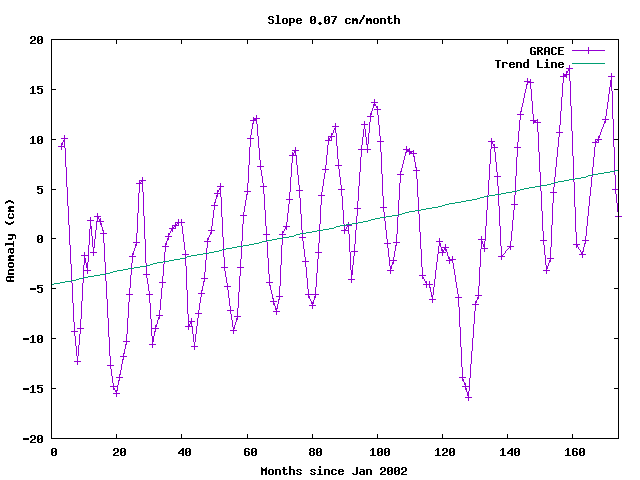 Slope 0.07 cm/month
GRACE
Trend Line
20
15
10
5
0
-5
-10
-15
-20
Anomaly (cm)
0 20 40 60 80 100 120 140 160
Months since Jan 2002